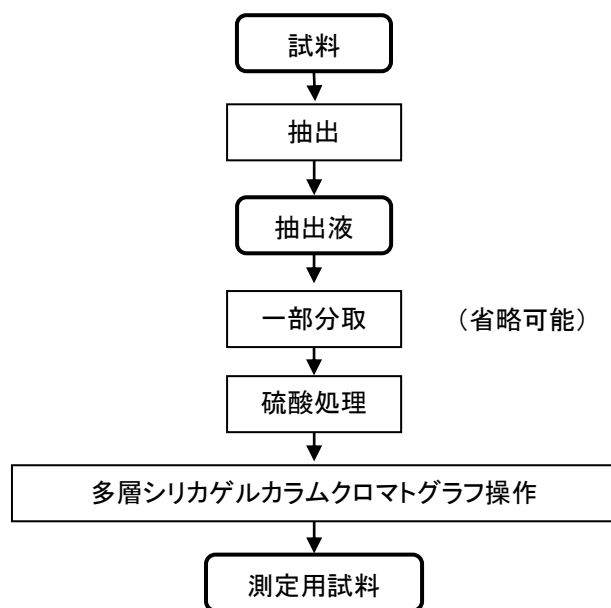 試料
抽出
抽出液
一部分取 (省略可能)
硫酸処理
多層シリカゲルカラムクロマトグラフ操作
測定用試料